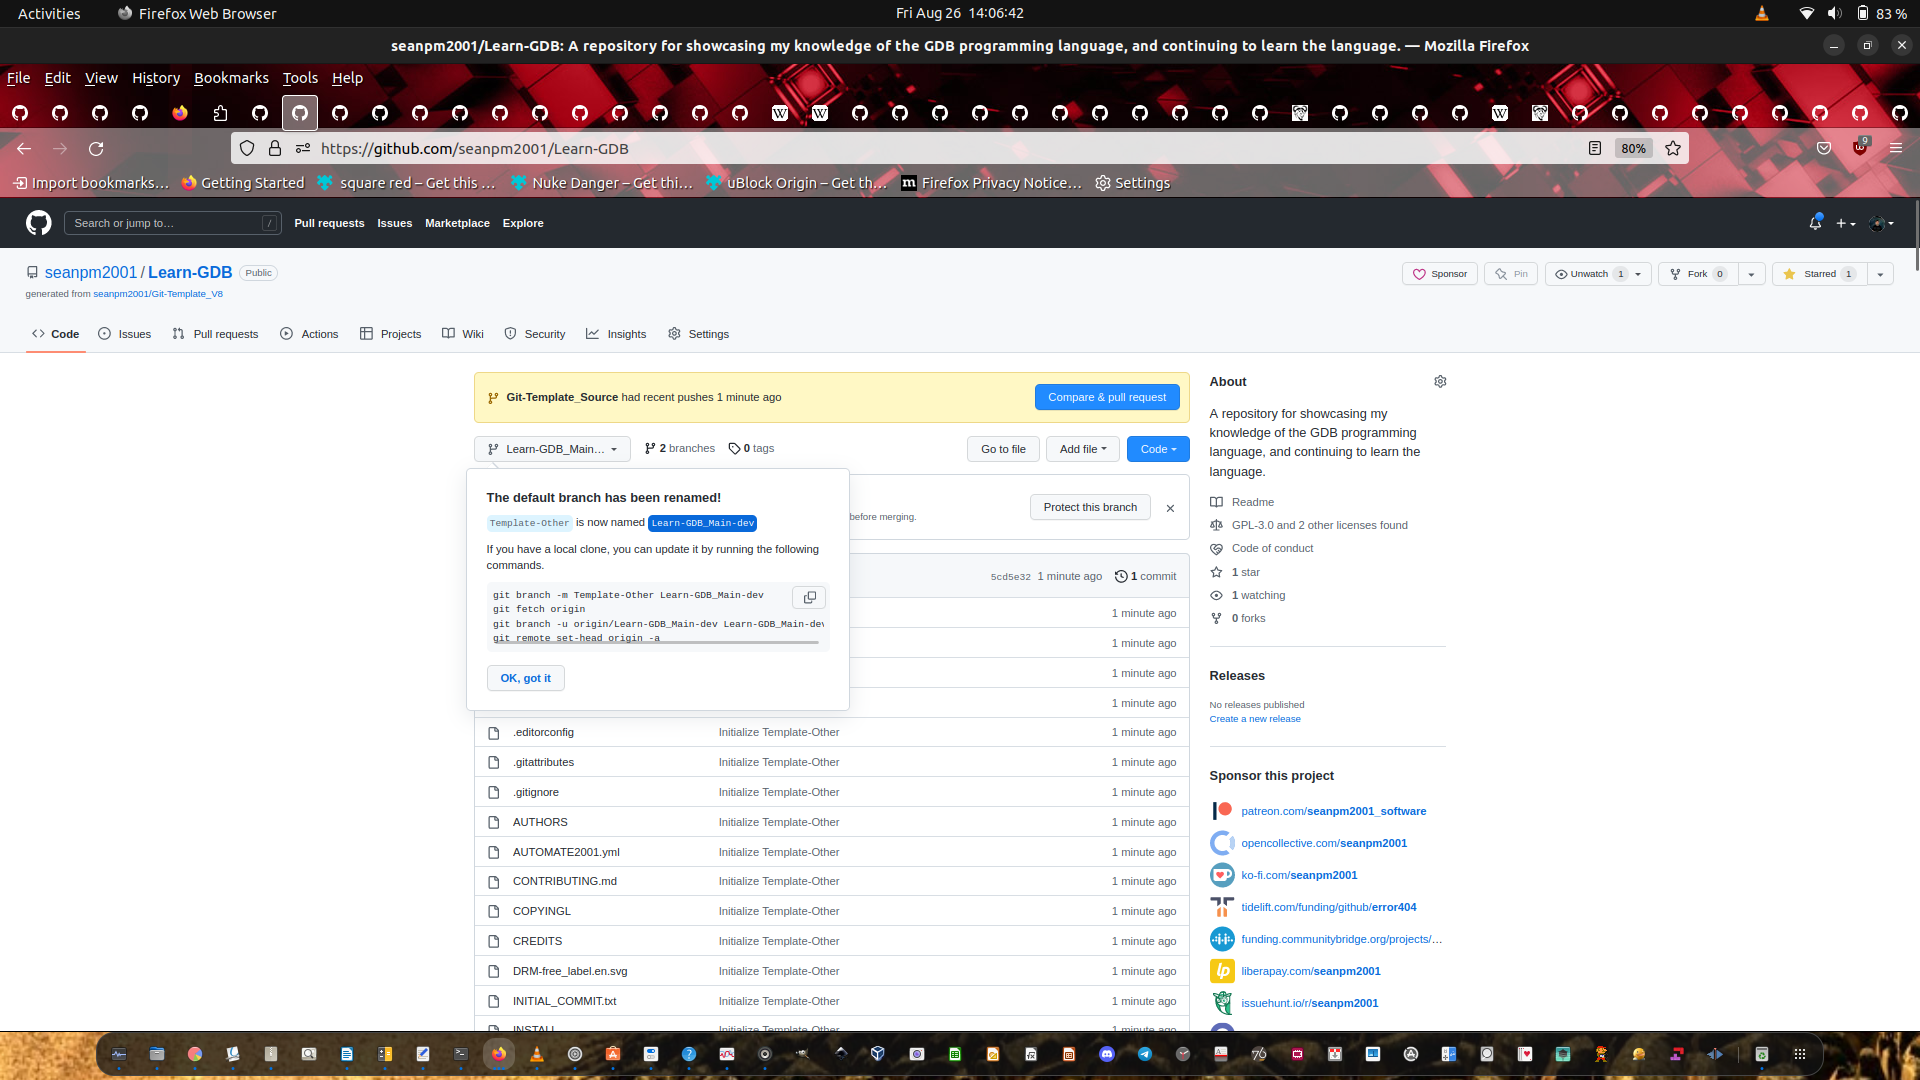 Activities
Firefox Web Browser
Fri Aug 26  14:06:42
83 %
seanpm2001/Learn-GDB: A repository for showcasing my knowledge of the GDB programming language, and continuing to learn the language. — Mozilla Firefox
File Edit View History Bookmarks Tools Help
https://github.com/seanpm2001/Learn-GDB
80%
9
Import bookmarks…
Getting Started
square red – Get this …
Nuke Danger – Get thi…
uBlock Origin – Get th…
Firefox Privacy Notice…
Settings
Search or jump to…
/
Pull requests
Issues
Marketplace
Explore
seanpm2001 / Learn-GDB
Public
generated from seanpm2001/Git-Template_V8
Sponsor
Pin
Unwatch 1
Fork 0
Starred 1
Code
Issues
Pull requests
Actions
Projects
Wiki
Security
Insights
Settings
Git-Template_Source had recent pushes 1 minute ago
Compare & pull request
Learn-GDB_Main…
2 branches
0 tags
Go to file
Add file
Code
The default branch has been renamed!
Template-Other is now named Learn-GDB_Main-dev
If you have a local clone, you can update it by running the following
commands.
git branch -m Template-Other Learn-GDB_Main-dev
git fetch origin
git branch -u origin/Learn-GDB_Main-dev Learn-GDB_Main-dev
git remote set-head origin -a
OK, got it
before merging.
Protect this branch
5cd5e32 1 minute ago
1 commit
1 minute ago
1 minute ago
1 minute ago
1 minute ago
.editorconfig Initialize Template-Other 1 minute ago
.gitattributes Initialize Template-Other 1 minute ago
.gitignore Initialize Template-Other 1 minute ago
AUTHORS Initialize Template-Other 1 minute ago
AUTOMATE2001.yml Initialize Template-Other 1 minute ago
CONTRIBUTING.md Initialize Template-Other 1 minute ago
COPYINGL Initialize Template-Other 1 minute ago
CREDITS Initialize Template-Other 1 minute ago
DRM-free_label.en.svg Initialize Template-Other 1 minute ago
INITIAL_COMMIT.txt Initialize Template-Other 1 minute ago
INSTALL Initialize Template-Other 1 minute ago
About
A repository for showcasing my
knowledge of the GDB programming
language, and continuing to learn the
language.
Readme
GPL-3.0 and 2 other licenses found
Code of conduct
1 star
1 watching
0 forks
Releases
No releases published
Create a new release
Sponsor this project
patreon.com/seanpm2001_software
opencollective.com/seanpm2001
ko-fi.com/seanpm2001
tidelift.com/funding/github/error404
funding.communitybridge.org/projects/…
liberapay.com/seanpm2001
issuehunt.io/r/seanpm2001